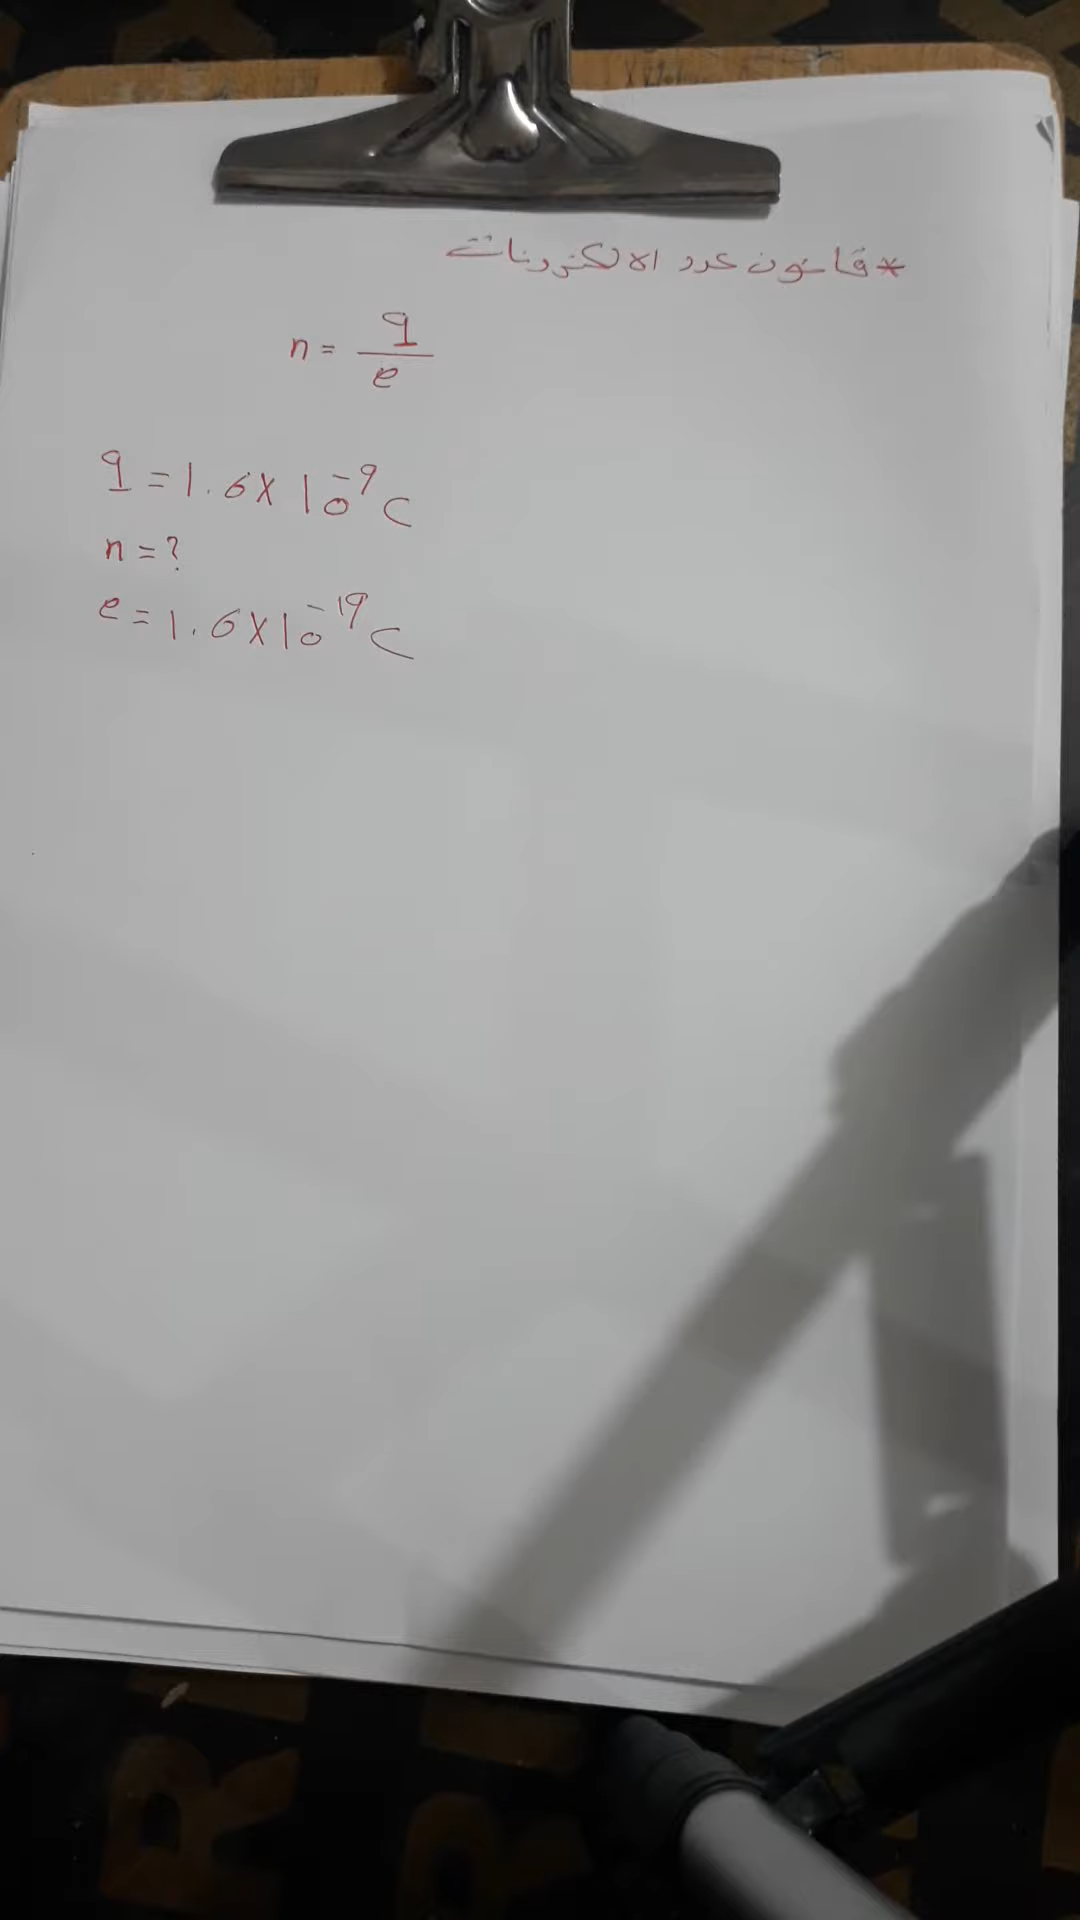 * قانون عدد الالكترونات
n = q / e
q = 1.6 X 10⁻⁹ C
n = ?
e = 1.6 X 10⁻¹⁹ C